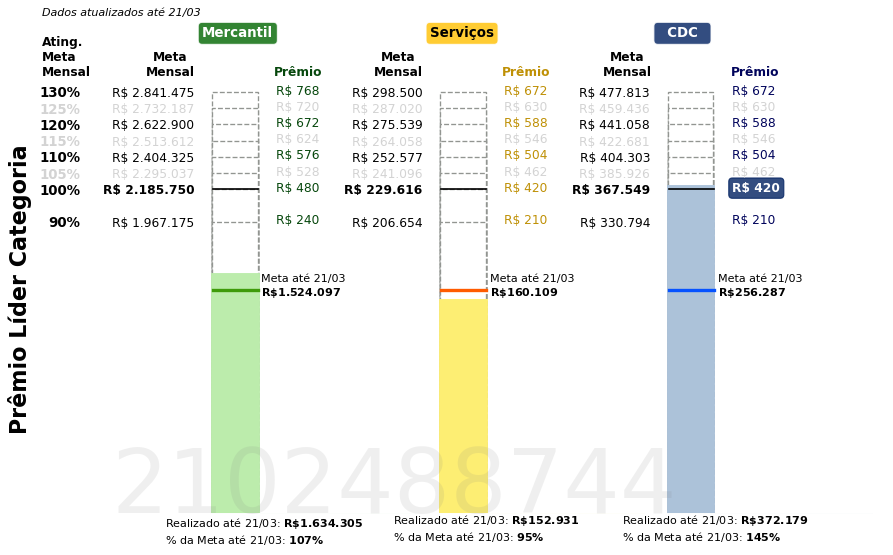 Dados atualizados até 21/03
Mercantil Serviços CDC
Ating.
Meta Meta Meta Meta
Mensal Mensal Prêmio Mensal Prêmio Mensal Prêmio
130% R$ 2.841.475 R$ 768 R$ 298.500 R$ 672 R$ 477.813 R$ 672
125% R$ 2.732.187 R$ 720 R$ 287.020 R$ 630 R$ 459.436 R$ 630
120% R$ 2.622.900 R$ 672 R$ 275.539 R$ 588 R$ 441.058 R$ 588
115% R$ 2.513.612 R$ 624 R$ 264.058 R$ 546 R$ 422.681 R$ 546
110% R$ 2.404.325 R$ 576 R$ 252.577 R$ 504 R$ 404.303 R$ 504
105% R$ 2.295.037 R$ 528 R$ 241.096 R$ 462 R$ 385.926 R$ 462
100% R$ 2.185.750 R$ 480 R$ 229.616 R$ 420 R$ 367.549 R$ 420
90% R$ 1.967.175 R$ 240 R$ 206.654 R$ 210 R$ 330.794 R$ 210
Meta até 21/03 Meta até 21/03 Meta até 21/03
R$1.524.097 R$160.109 R$256.287
Prêmio Líder Categoria
2102488744
Realizado até 21/03: R$1.634.305 Realizado até 21/03: R$152.931 Realizado até 21/03: R$372.179
% da Meta até 21/03: 107% % da Meta até 21/03: 95% % da Meta até 21/03: 145%